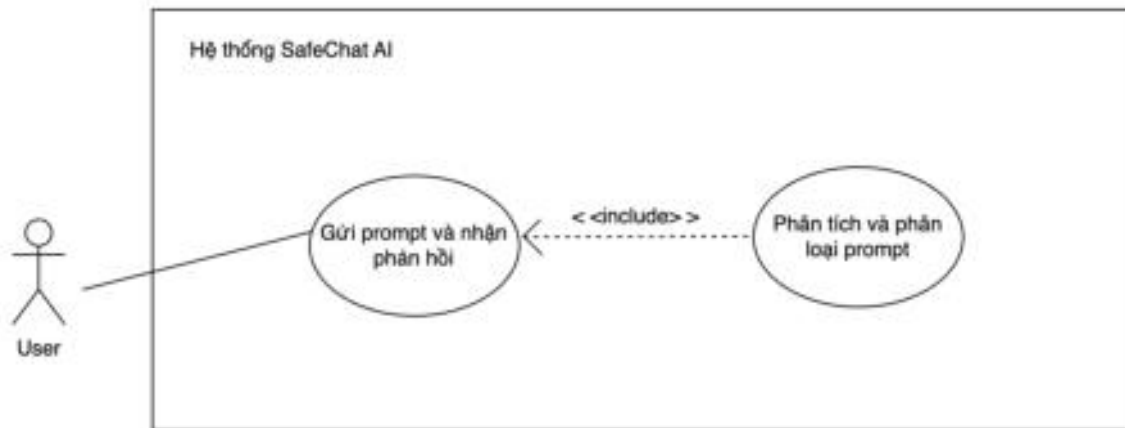 Hệ thống SafeChat AI
Gửi prompt và nhận
phản hồi
< <include> >
Phân tích và phân
loại prompt
User